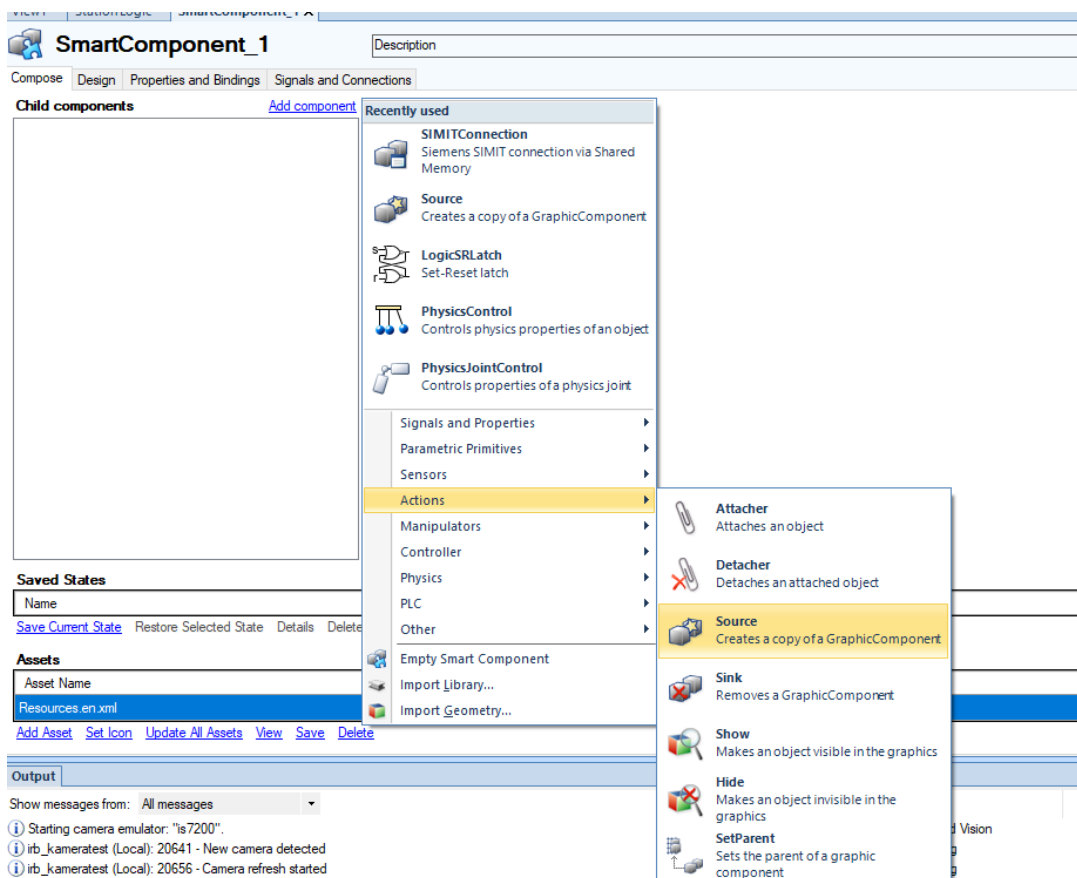 View1 StationLogic SmartComponent_1 X
SmartComponent_1
Description
Compose Design Properties and Bindings Signals and Connections
Child components Add component
Recently used
SIMITConnection
Siemens SIMIT connection via Shared
Memory
Source
Creates a copy of a GraphicComponent
S
r
LogicSRLatch
Set-Reset latch
PhysicsControl
Controls physics properties of an object
PhysicsJointControl
Controls properties of a physics joint
Signals and Properties
Parametric Primitives
Sensors
Actions
Manipulators
Controller
Physics
PLC
Other
Empty Smart Component
Import Library...
Import Geometry...
Attacher
Attaches an object
Detacher
Detaches an attached object
Source
Creates a copy of a GraphicComponent
Sink
Removes a GraphicComponent
Show
Makes an object visible in the graphics
Hide
Makes an object invisible in the
graphics
SetParent
Sets the parent of a graphic
component
Saved States
Name
Save Current State Restore Selected State Details Delete
Assets
Asset Name
Resources.en.xml
Add Asset Set Icon Update All Assets View Save Delete
Output
Show messages from: All messages
Starting camera emulator: "is7200". d Vision
irb_kameratest (Local): 20641 - New camera detected g
irb_kameratest (Local): 20656 - Camera refresh started g